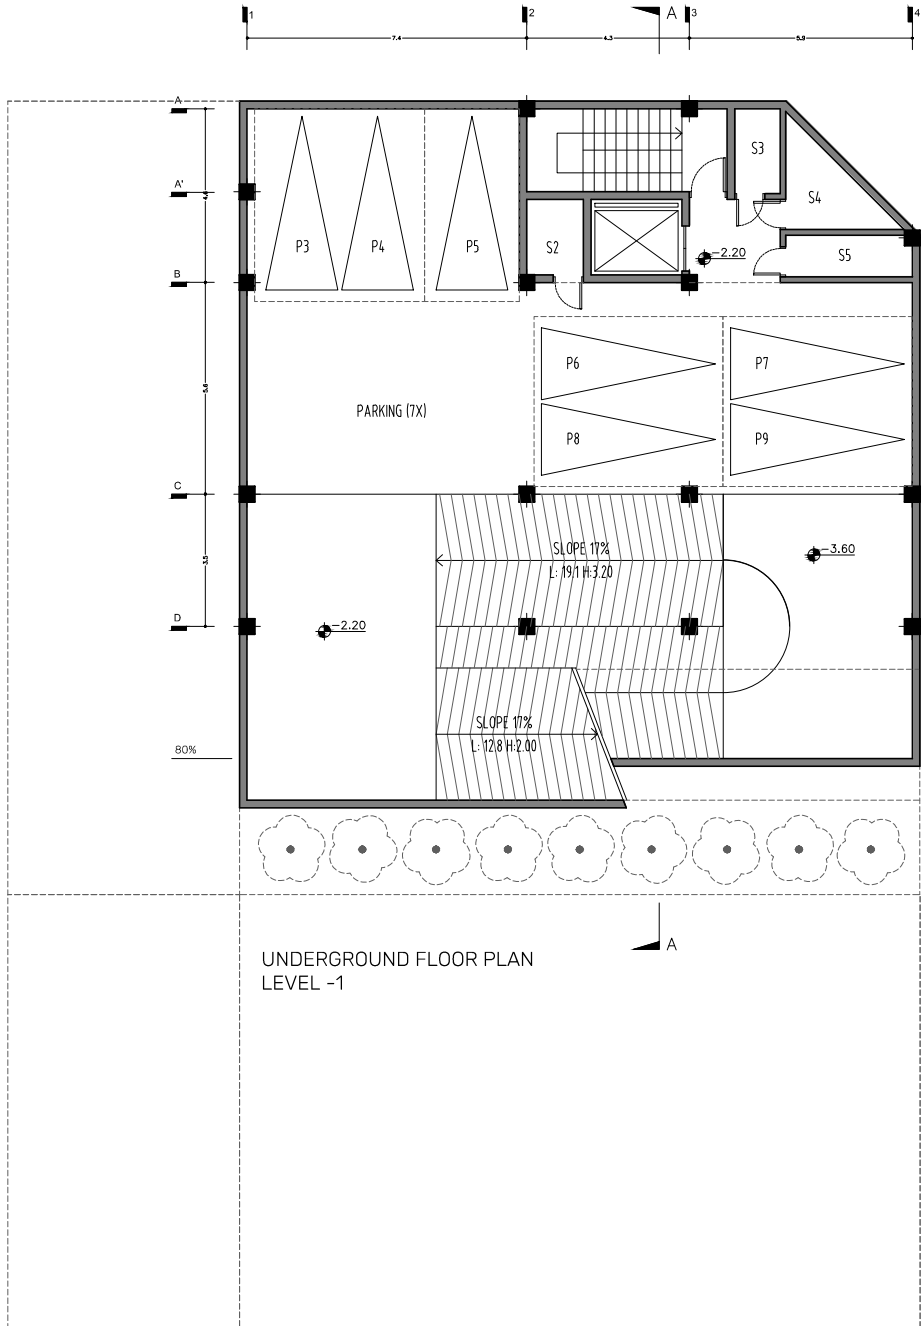 1
2
A
3
4
7.4
4.3
5.9
A
A'
4.6
B
5.6
C
3.5
D
80%
S3
S4
P3
P4
P5
S2
-2.20
S5
P6
P7
PARKING (7X)
P8
P9
SLOPE 17%
L: 19,1 H:3.20
-3.60
-2.20
SLOPE 17%
L: 12,8 H:2.00
A
UNDERGROUND FLOOR PLAN
LEVEL -1